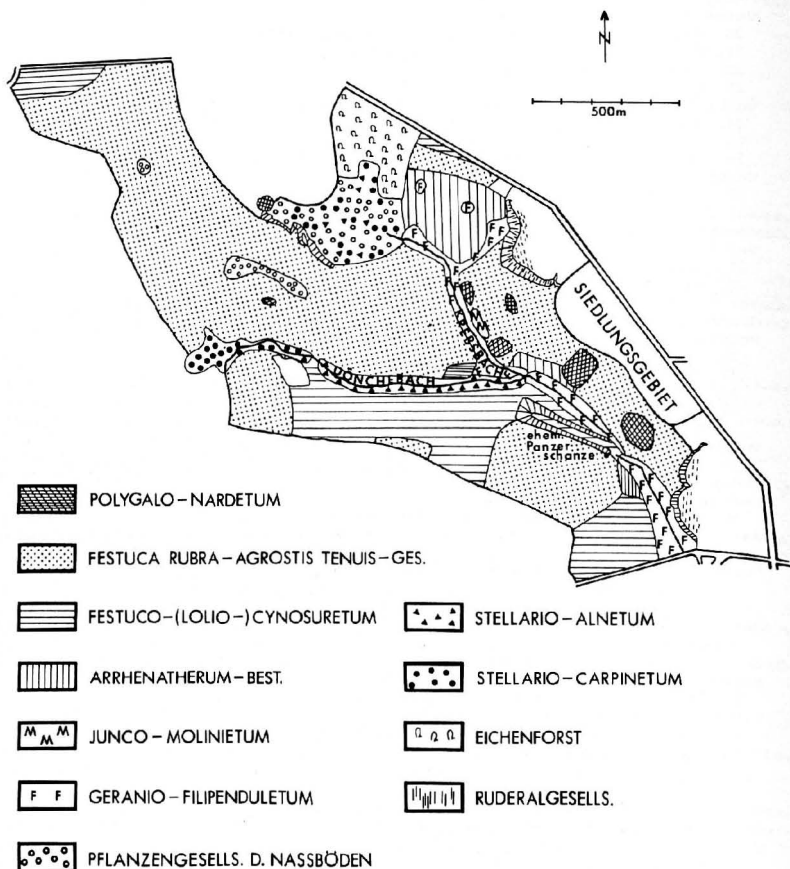 N
500m
SIEDLUNGSGEBIET
KREBSBACH
DÖNCHEBACH
ehem.
Panzer
schanze
POLYGALO-NARDETUM
FESTUCA RUBRA-AGROSTIS TENUIS-GES.
FESTUCO-(LOLIO-)CYNOSURETUM
STELLARIO-ALNETUM
ARRHENATHERUM-BEST.
STELLARIO-CARPINETUM
M M M M JUNCO-MOLINIETUM
EICHENFORST
F F GERANIO-FILIPENDULETUM
RUDERALGESELLS.
PFLANZENGESELLS. D. NASSBÖDEN